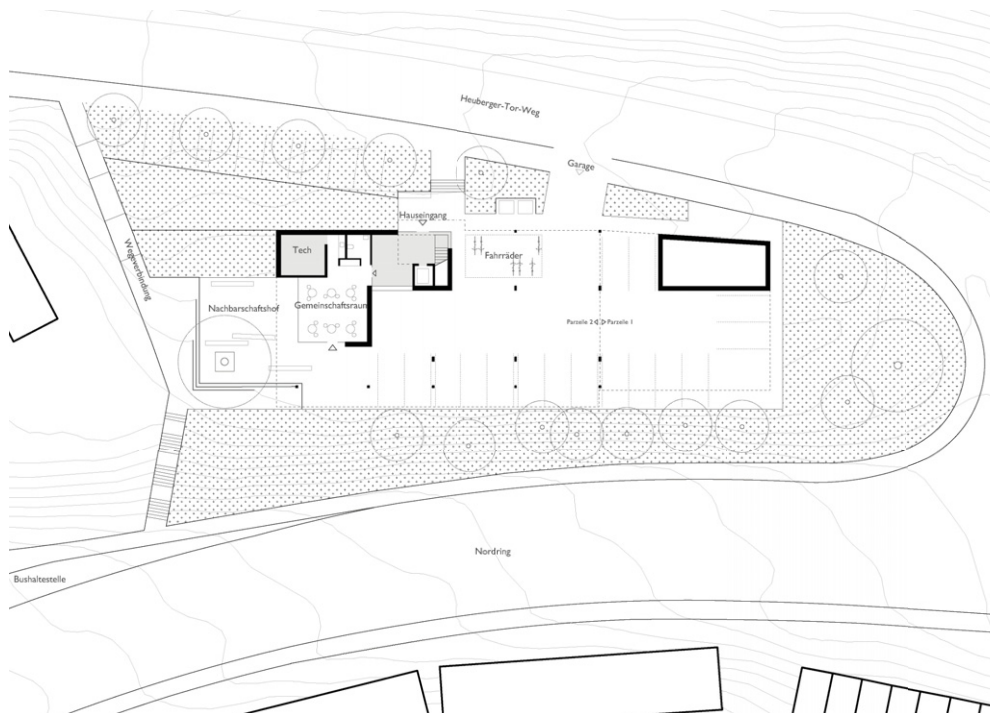 Heuberger-Tor-Weg
Garage
Hauseingang
Tech
Fahrräder
Wegeverbindung
Nachbarschaftshof
Gemeinschaftsraum
Parzelle 2
Parzelle 1
Nordring
Bushaltestelle